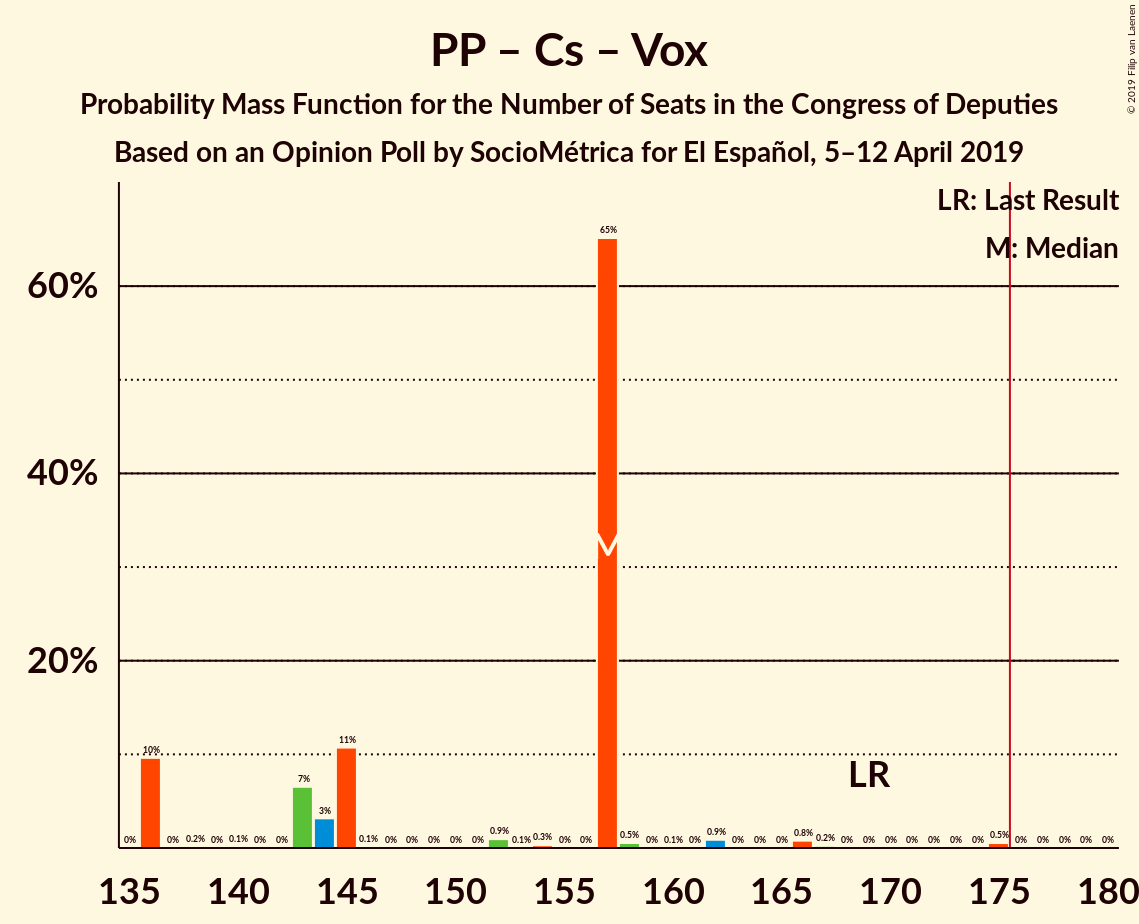 PP – Cs – Vox
Probability Mass Function for the Number of Seats in the Congress of Deputies
Based on an Opinion Poll by SocioMétrica for El Español, 5–12 April 2019
© 2019 Filip van Laenen
LR: Last Result
M: Median
60%
40%
20%
65%
M
LR
0% 10% 0% 0.2% 0% 0.1% 0% 0% 7% 3% 11% 0.1% 0% 0% 0% 0% 0% 0.9% 0.1% 0.3% 0% 0% 0.5% 0% 0.1% 0% 0.9% 0% 0% 0% 0.8% 0.2% 0% 0% 0% 0% 0% 0% 0% 0.5% 0% 0% 0% 0% 0%
135 140 145 150 155 160 165 170 175 180